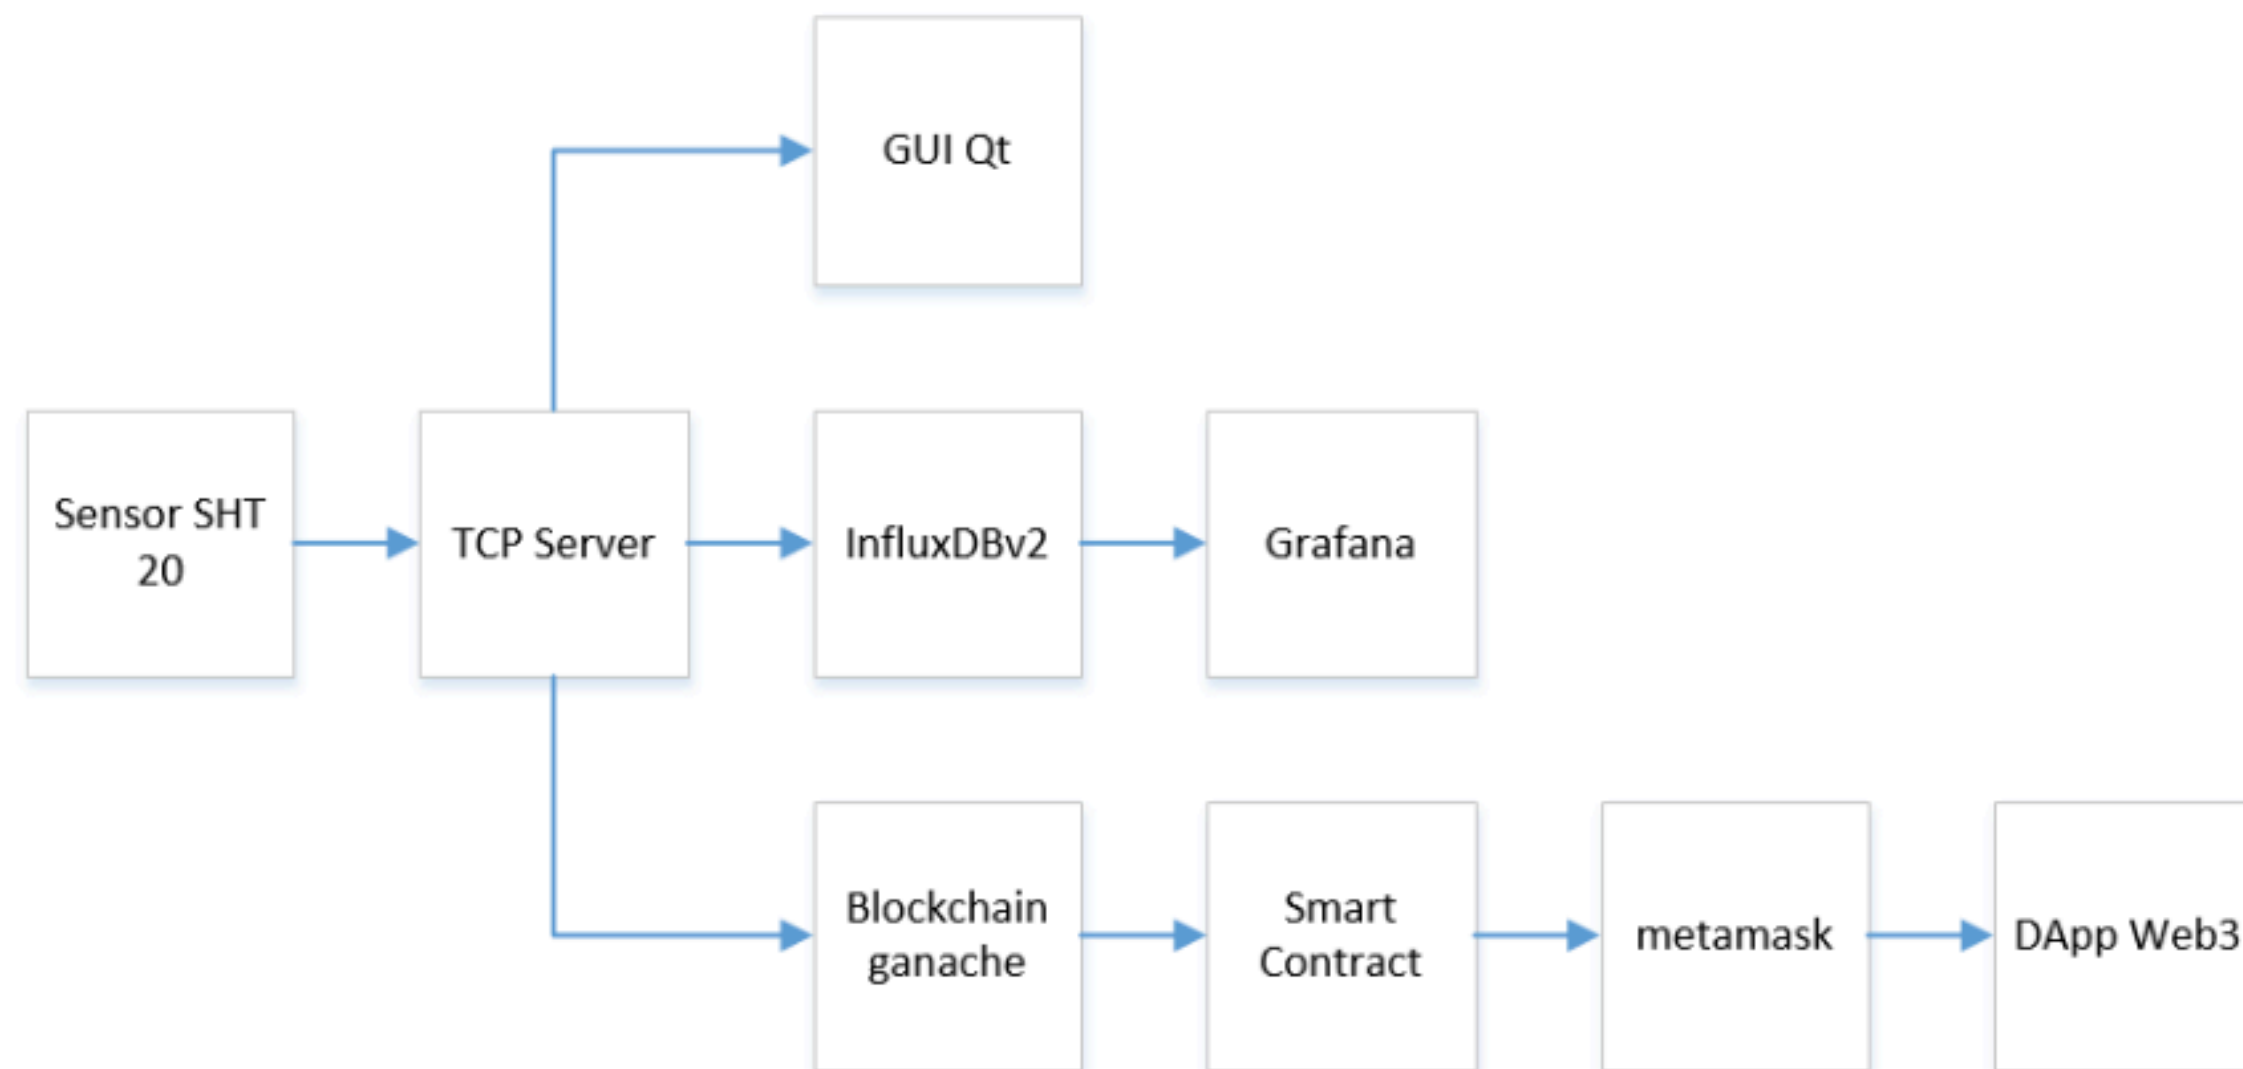 GUI Qt
Sensor SHT
20
TCP Server
InfluxDBv2
Grafana
Blockchain
ganache
Smart
Contract
metamask
DApp Web3